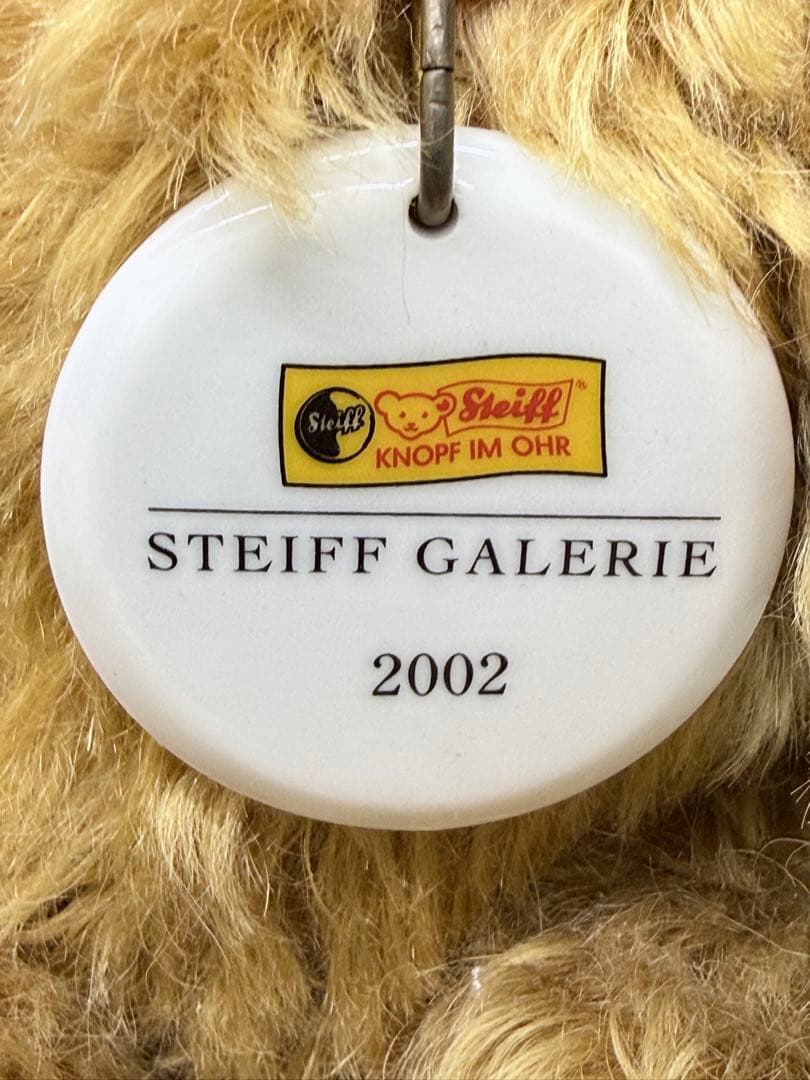 Steiff
Steiff ®
KNOPF IM OHR
STEIFF GALERIE
2002